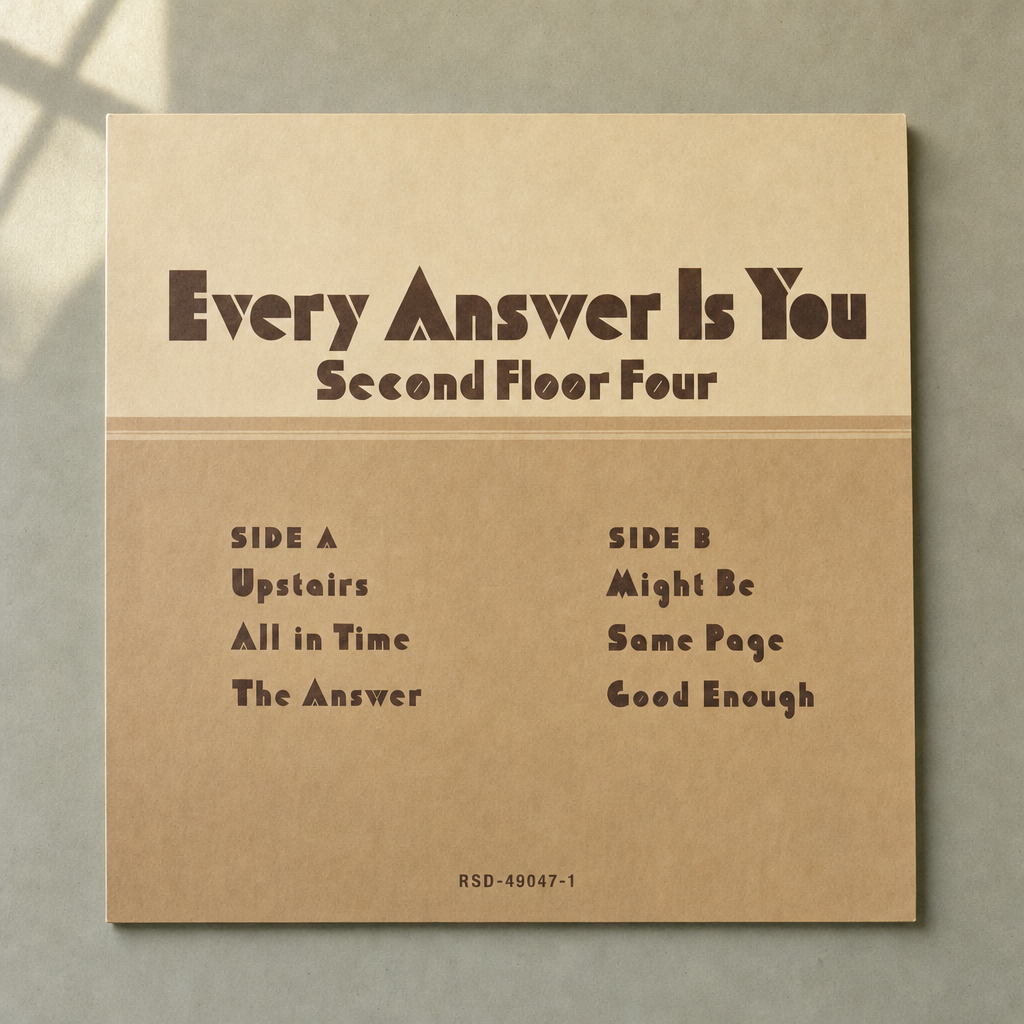 Every Answer Is You
Second Floor Four
SIDE A
Upstairs
All in Time
The Answer
SIDE B
Might Be
Same Page
Good Enough
RSD-49047-1